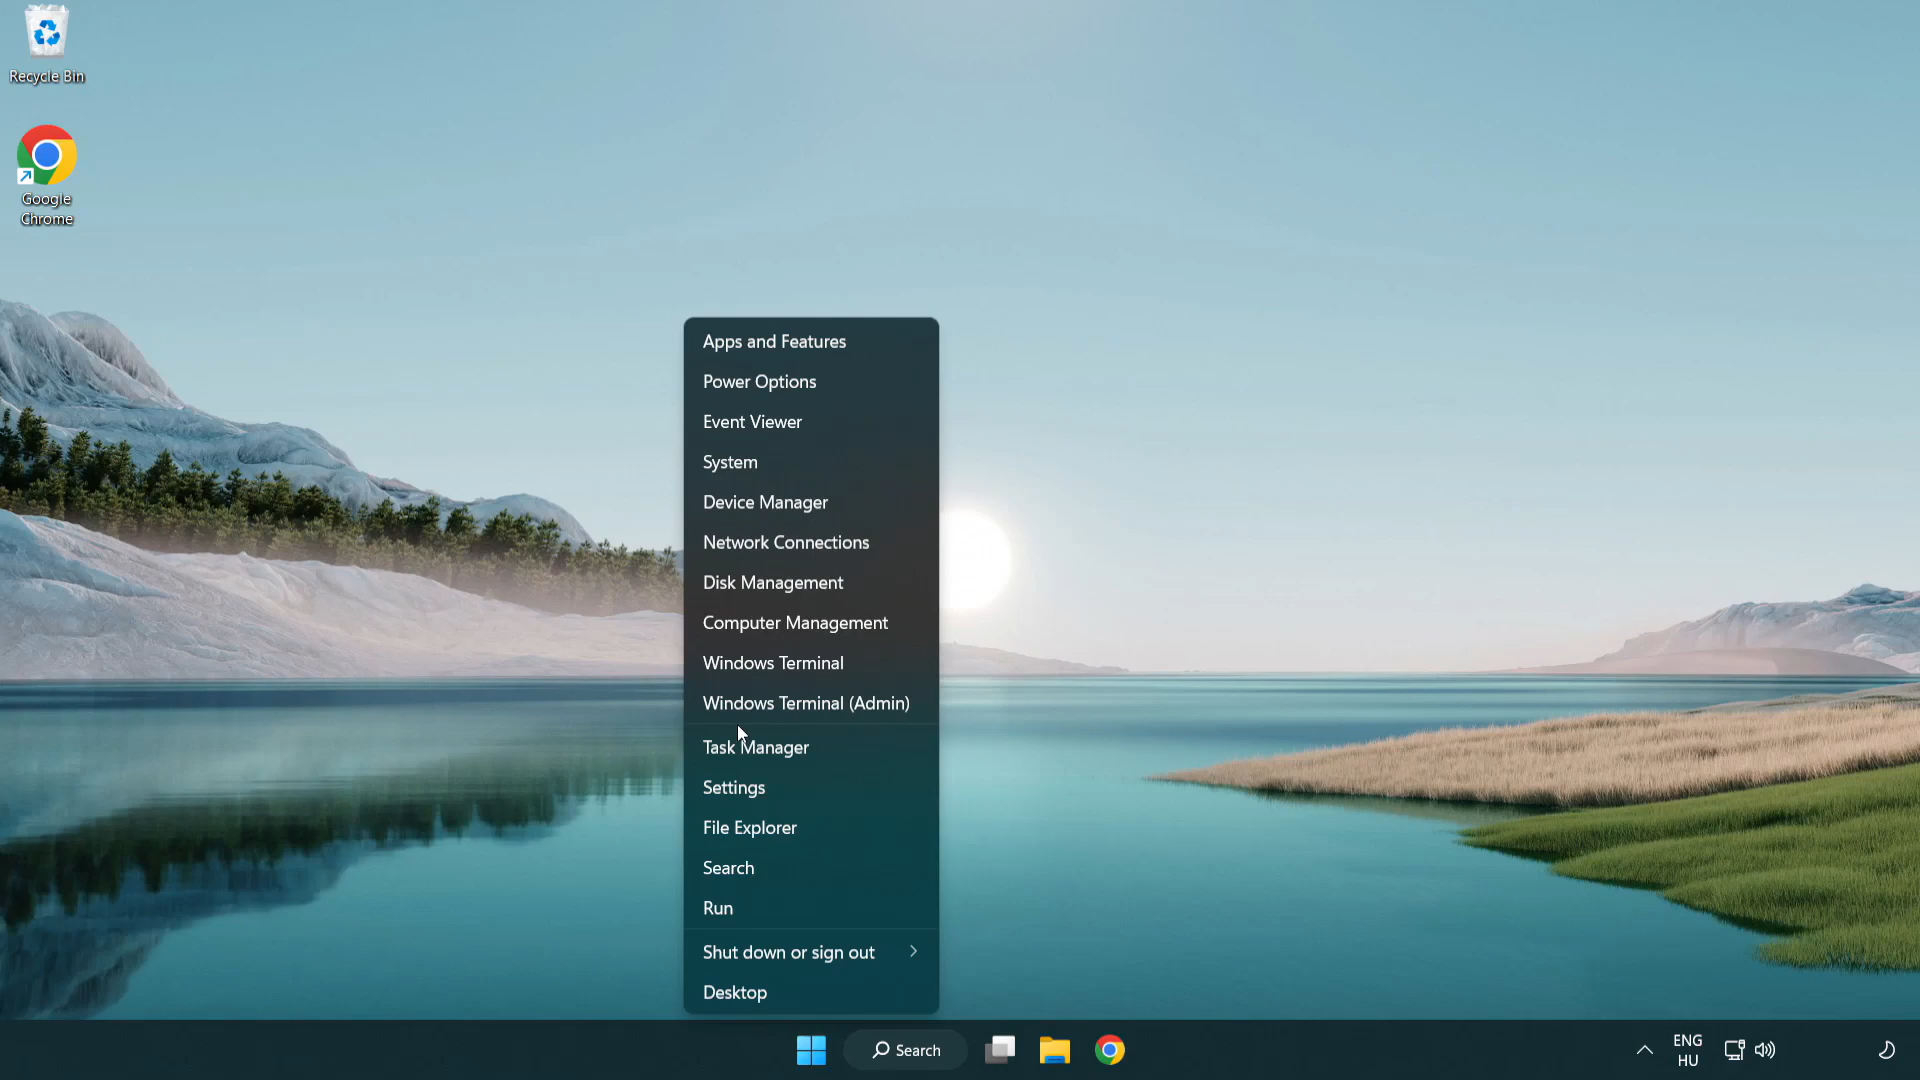 Recycle Bin
Google
Chrome
Apps and Features
Power Options
Event Viewer
System
Device Manager
Network Connections
Disk Management
Computer Management
Windows Terminal
Windows Terminal (Admin)
Task Manager
Settings
File Explorer
Search
Run
Shut down or sign out
Desktop
Search
ENG
HU